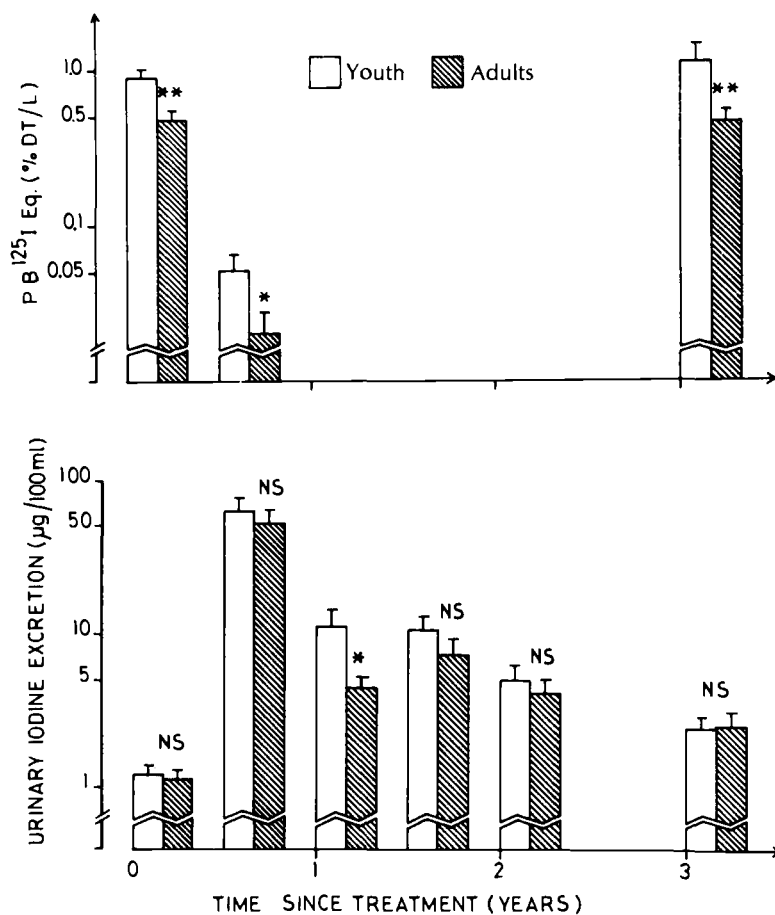 Youth Adults
PB¹²⁵I Eq. (% DT/L)
1.0
0.5
0.1
0.05
**
*
**
URINARY IODINE EXCRETION (µg/100ml)
100
50
10
5
1
NS
NS
*
NS
NS
NS
0 1 2 3
TIME SINCE TREATMENT (YEARS)